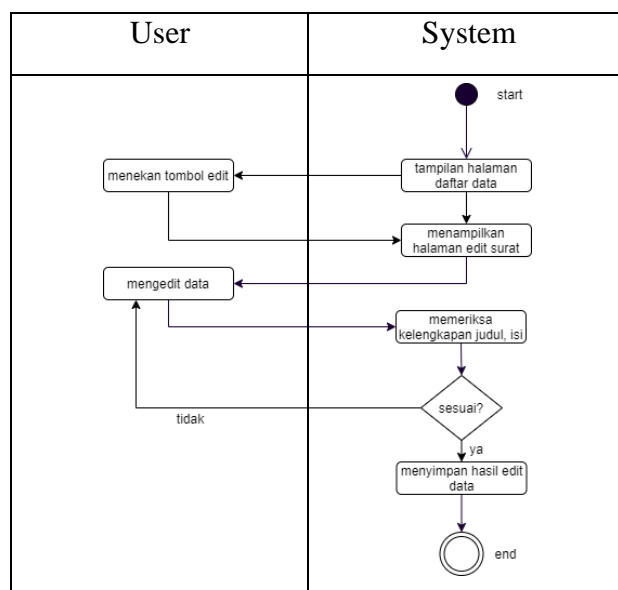 User
System
start
tampilan halaman
daftar data
menekan tombol edit
menampilkan
halaman edit surat
mengedit data
memeriksa
kelengkapan judul, isi
sesuai?
tidak
ya
menyimpan hasil edit
data
end